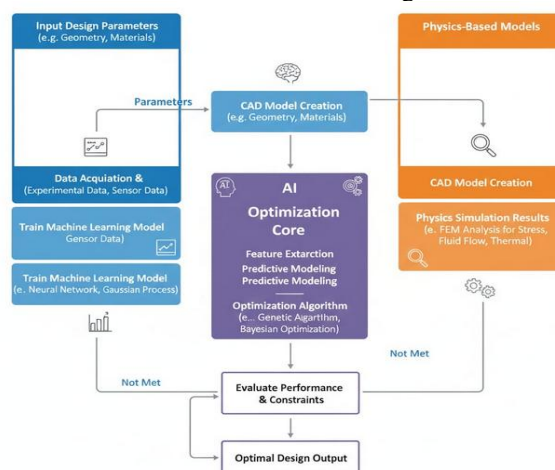 Input Design Parameters
(e.g. Geometry, Materials)
Physics-Based Models
Parameters
CAD Model Creation
(e.g. Geometry, Materials)
Data Acquiation &
(Experimental Data, Sensor Data)
AI
AI
Optimization
Core
CAD Model Creation
Train Machine Learning Model
Gensor Data)
Feature Extarction
Predictive Modeling
Predictive Modeling
Physics Simulation Results
(e. FEM Analysis for Stress,
Fluid Flow, Thermal)
Train Machine Learning Model
(e. Neural Network, Gaussian Process)
Optimization Algorithm
(e... Genetic Aigartlhm,
Bayesian Optimization)
Not Met
Not Met
Evaluate Performance
& Constraints
Optimal Design Output